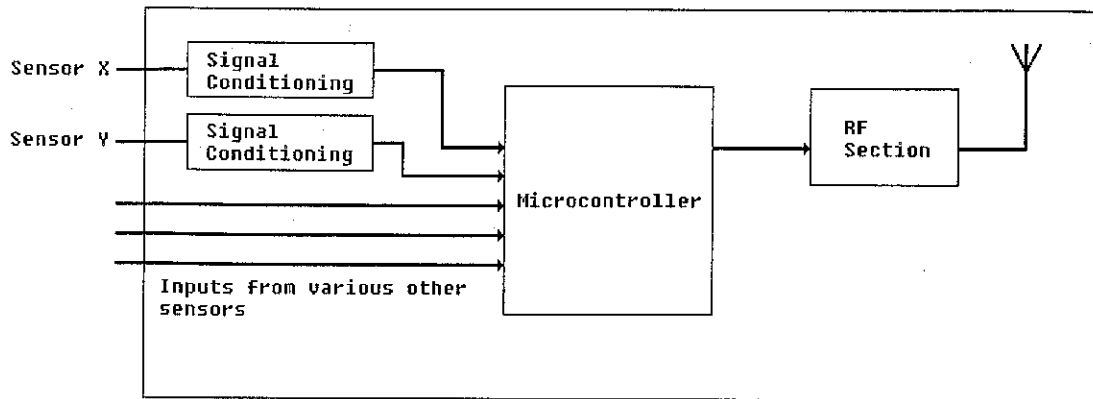 Sensor X
Signal
Conditioning
Sensor Y
Signal
Conditioning
Microcontroller
RF
Section
Inputs from various other
sensors